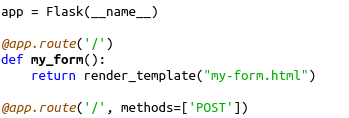 app = Flask(__name__)
@app.route('/')
def my_form():
    return render_template("my-form.html")
@app.route('/', methods=['POST'])